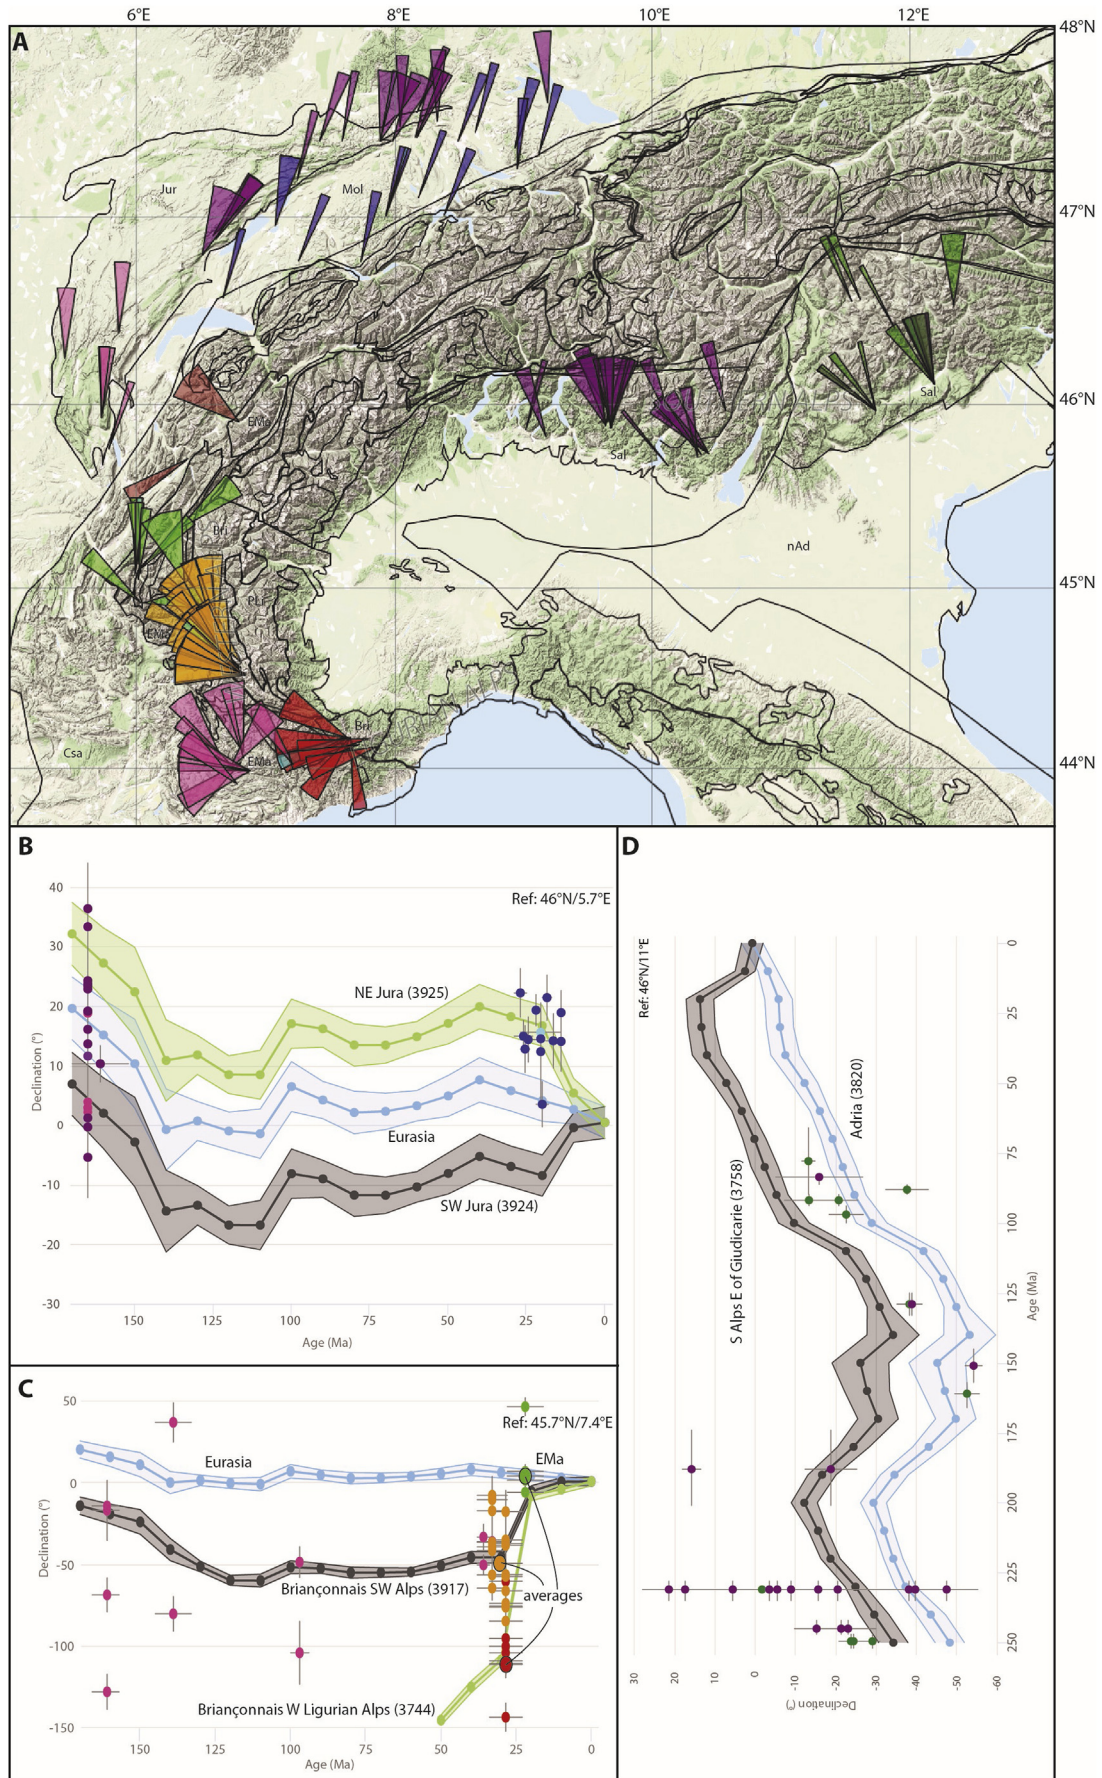 6°E 8°E 10°E 12°E
A
48°N
Jur
Mol
47°N
EMa
Sal
46°N
Sal
Bri
nAd
PLi
45°N
EMa
Bri
Csa
EMa
44°N
B
Ref: 46°N/5.7°E
40
30
20
10
0
-10
-20
-30
Declination (°)
NE Jura (3925)
Eurasia
SW Jura (3924)
150 125 100 75 50 25 0
Age (Ma)
C
Ref: 45.7°N/7.4°E
50
0
-50
-100
-150
Declination (°)
Eurasia
EMa
Briançonnais SW Alps (3917)
averages
Briançonnais W Ligurian Alps (3744)
150 125 100 75 50 25 0
Age (Ma)
D
Ref: 46°N/11°E
Adria (3820)
S Alps E of Giudicarie (3758)
0
25
50
75
100
125
150
175
200
225
250
Age (Ma)
30 20 10 0 -10 -20 -30 -40 -50 -60
Declination (°)